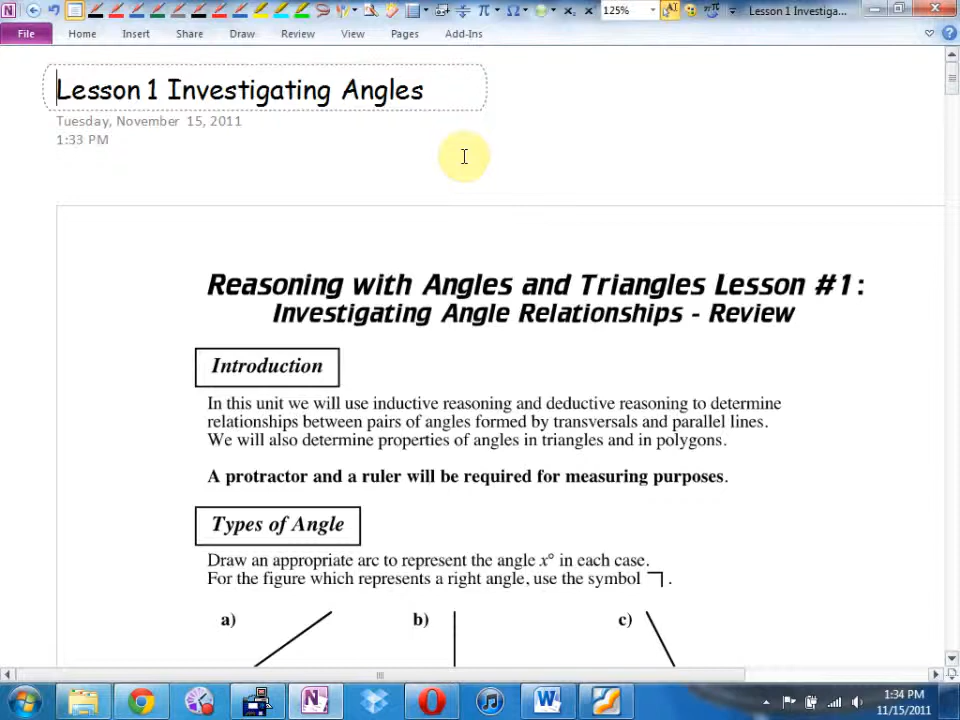 125%
Lesson 1 Investiga...
File Home Insert Share Draw Review View Pages Add-Ins
Lesson 1 Investigating Angles
Tuesday, November 15, 2011
1:33 PM
Reasoning with Angles and Triangles Lesson #1:
Investigating Angle Relationships - Review
Introduction
In this unit we will use inductive reasoning and deductive reasoning to determine
relationships between pairs of angles formed by transversals and parallel lines.
We will also determine properties of angles in triangles and in polygons.
A protractor and a ruler will be required for measuring purposes.
Types of Angle
Draw an appropriate arc to represent the angle x° in each case.
For the figure which represents a right angle, use the symbol ⌝.
a) b) c)
1:34 PM
11/15/2011